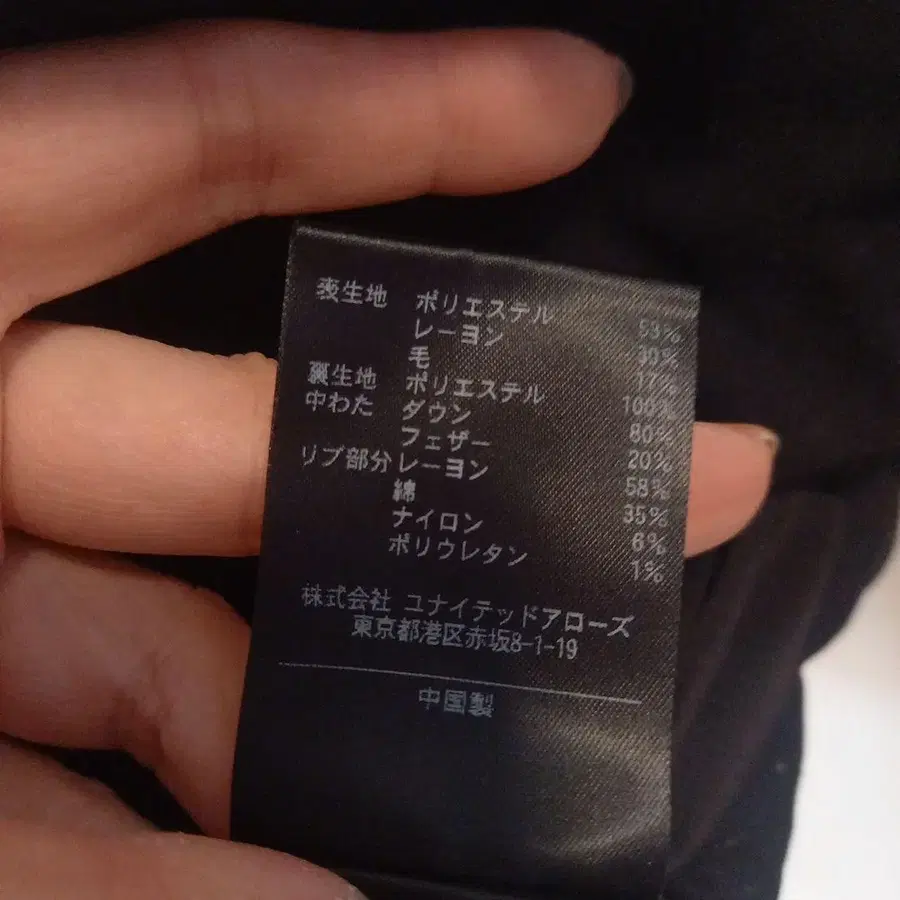 表生地 ポリエステル 53%
レーヨン 30%
毛 17%
裏生地 ポリエステル 100%
中わた ダウン 80%
フェザー 20%
リブ部分 レーヨン 58%
綿 35%
ナイロン 6%
ポリウレタン 1%
株式会社 ユナイテッドアローズ
東京都港区赤坂8-1-19
中国製